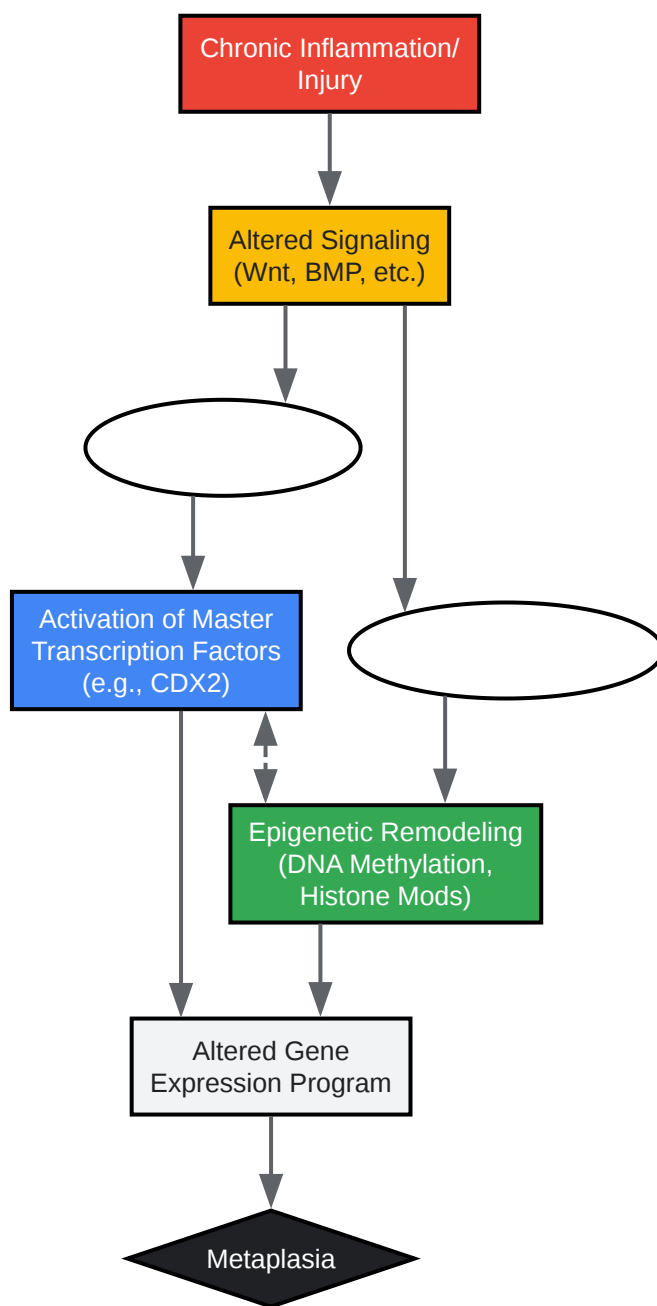 Chronic Inflammation/
Injury
Altered Signaling
(Wnt, BMP, etc.)
Activation of Master
Transcription Factors
(e.g., CDX2)
Epigenetic Remodeling
(DNA Methylation,
Histone Mods)
Altered Gene
Expression Program
Metaplasia